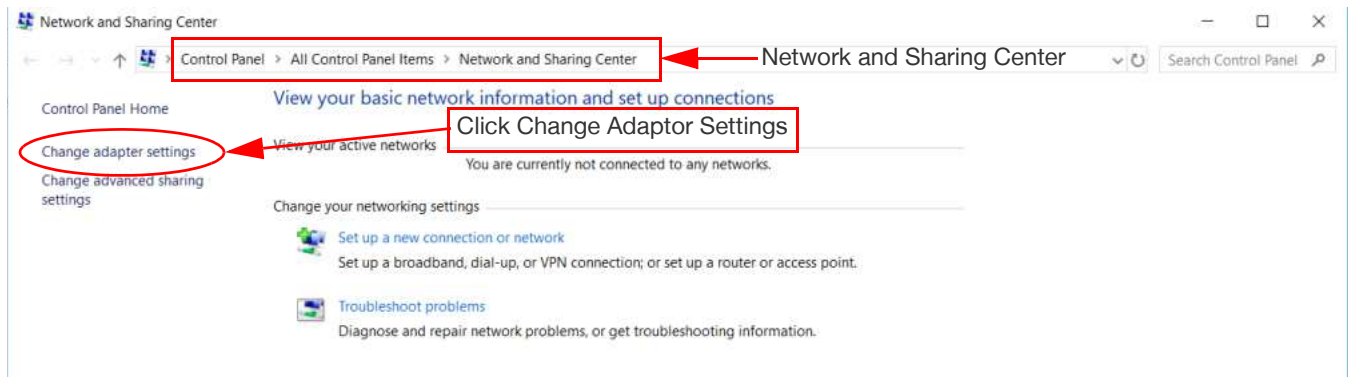 Network and Sharing Center
Control Panel > All Control Panel Items > Network and Sharing Center
Network and Sharing Center
Search Control Panel
Control Panel Home
View your basic network information and set up connections
Click Change Adaptor Settings
Change adapter settings
View your active networks
You are currently not connected to any networks.
Change advanced sharing
settings
Change your networking settings
Set up a new connection or network
Set up a broadband, dial-up, or VPN connection; or set up a router or access point.
Troubleshoot problems
Diagnose and repair network problems, or get troubleshooting information.